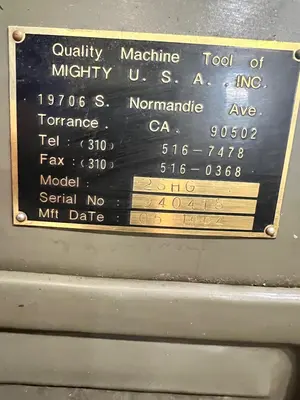 Quality Machine Tool of
MIGHTY U. S. A. INC.
19706 S. Normandie Ave.
Torrance, CA. 90502
Tel : (310) 516-7478
Fax : (310) 516-0368
Model : 2SHG
Serial No :
Mft DaTe :